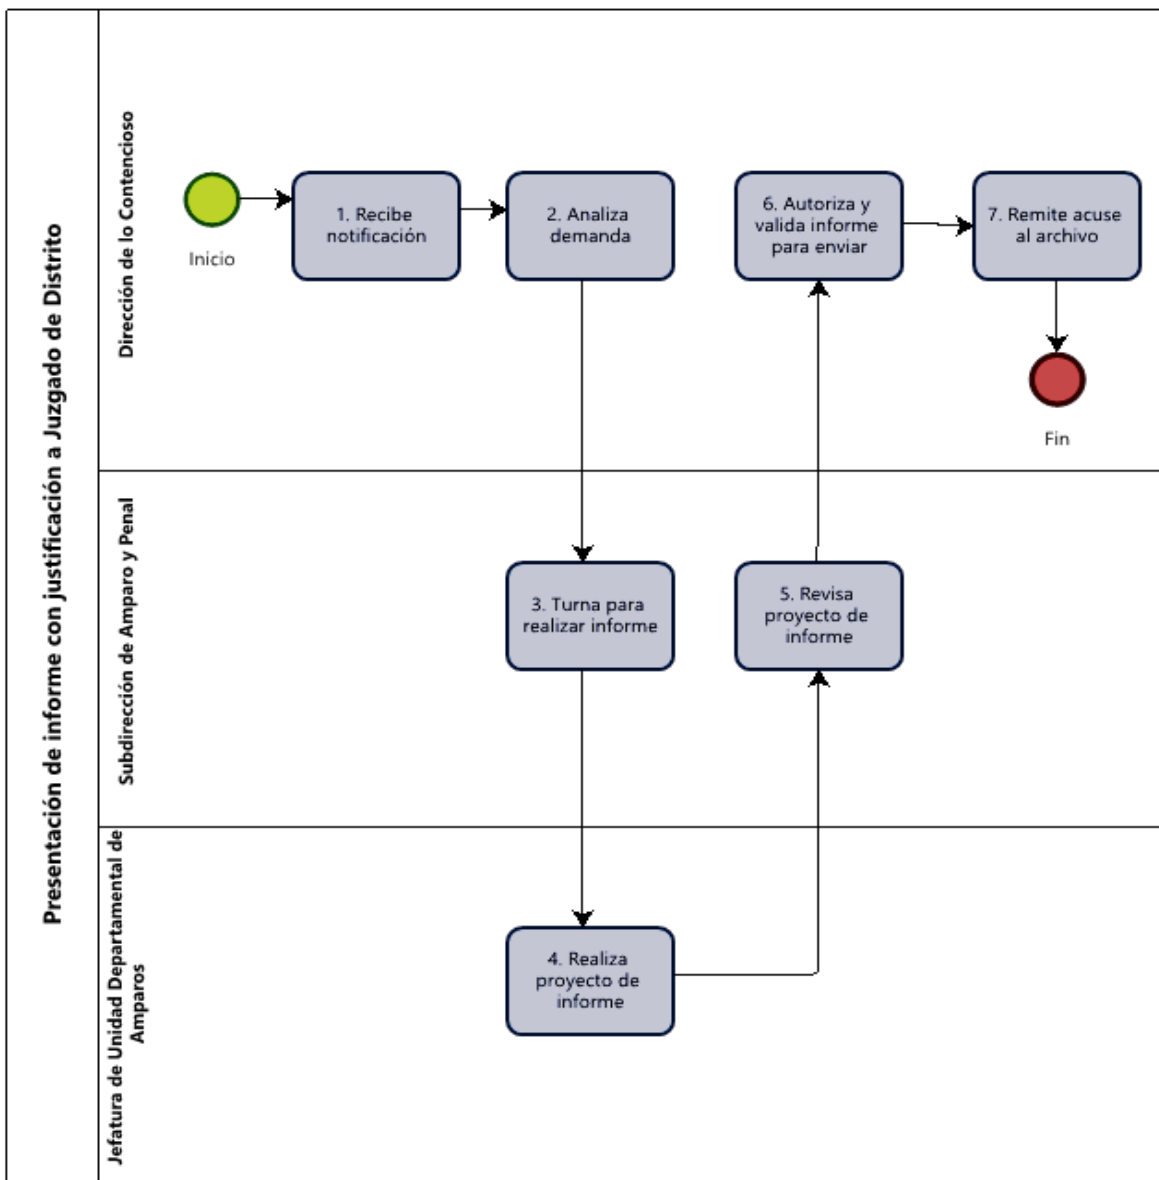 Presentación de informe con justificación a Juzgado de Distrito
Dirección de lo Contencioso
Inicio
1. Recibe
notificación
2. Analiza
demanda
6. Autoriza y
valida informe
para enviar
7. Remite acuse
al archivo
Fin
Subdirección de Amparo y Penal
3. Turna para
realizar informe
5. Revisa
proyecto de
informe
Jefatura de Unidad Departamental de
Amparos
4. Realiza
proyecto de
informe